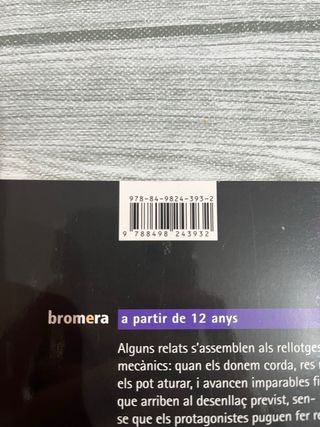 978-84-9824-393-2
9 788498 243932
bromera a partir de 12 anys
Alguns relats s'assemblen als rellotges
mecànics: quan els donem corda, res
els pot aturar, i avancen imparables
que arriben al desenllaç previst, sen-
se que els protagonistes puguen fer